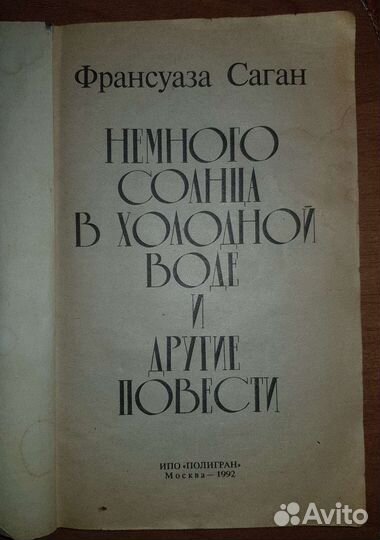 Франсуаза Саган
НЕМНОГО
СОЛНЦА
В ХОЛОДНОЙ
ВОДЕ
И
ДРУГИЕ
ПОВЕСТИ
ИПО «ПОЛИГРАН»
Москва — 1992
Avito